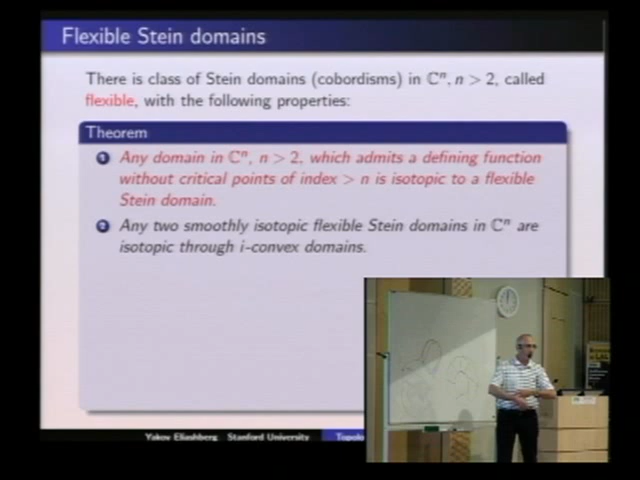 Flexible Stein domains
There is class of Stein domains (cobordisms) in ℂⁿ, n > 2, called
flexible, with the following properties:
Theorem
1 Any domain in ℂⁿ, n > 2, which admits a defining function
without critical points of index > n is isotopic to a flexible
Stein domain.
2 Any two smoothly isotopic flexible Stein domains in ℂⁿ are
isotopic through i-convex domains.
Yakov Eliashberg Stanford University